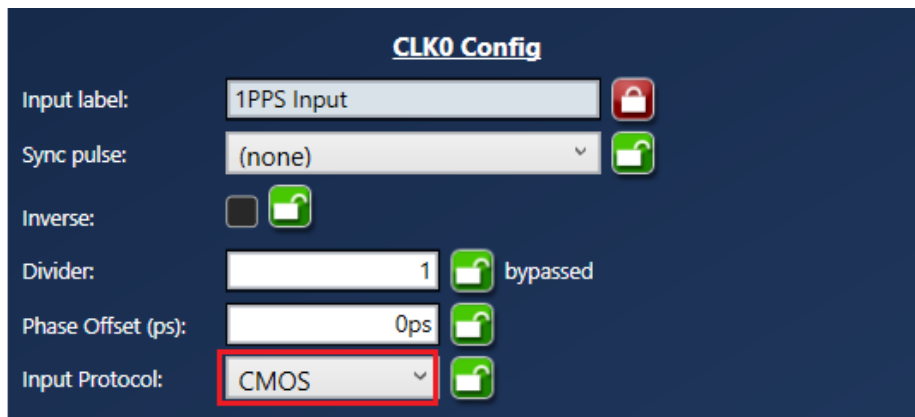 CLK0 Config
Input label: 1PPS Input
Sync pulse: (none)
Inverse:
Divider: 1 bypassed
Phase Offset (ps): 0ps
Input Protocol: CMOS